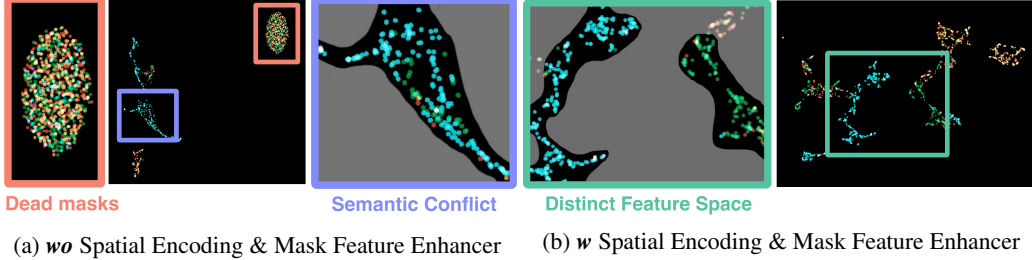 Dead masks
Semantic Conflict
Distinct Feature Space
(a) wo Spatial Encoding & Mask Feature Enhancer
(b) w Spatial Encoding & Mask Feature Enhancer